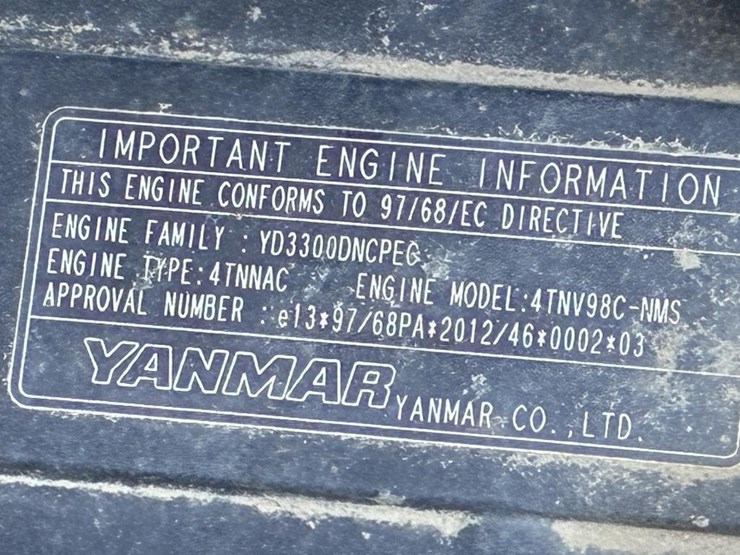 IMPORTANT ENGINE INFORMATION
THIS ENGINE CONFORMS TO 97/68/EC DIRECTIVE
ENGINE FAMILY : YD3300DNCPEG
ENGINE TYPE:4TNNAC ENGINE MODEL:4TNV98C-NMS
APPROVAL NUMBER : e13*97/68PA*2012/46*0002*03
YANMAR YANMAR CO.,LTD.